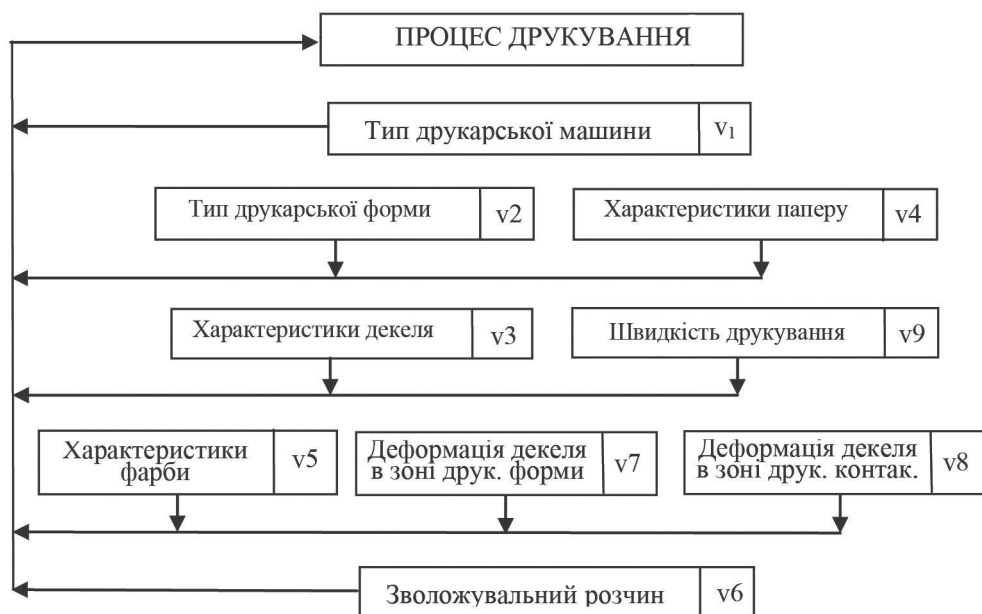 ПРОЦЕС ДРУКУВАННЯ
Тип друкарської машини v1
Тип друкарської форми v2
Характеристики паперу v4
Характеристики декеля v3
Швидкість друкування v9
Характеристики
фарби v5
Деформація декеля
в зоні друк. форми v7
Деформація декеля
в зоні друк. контак. v8
Зволожувальний розчин v6